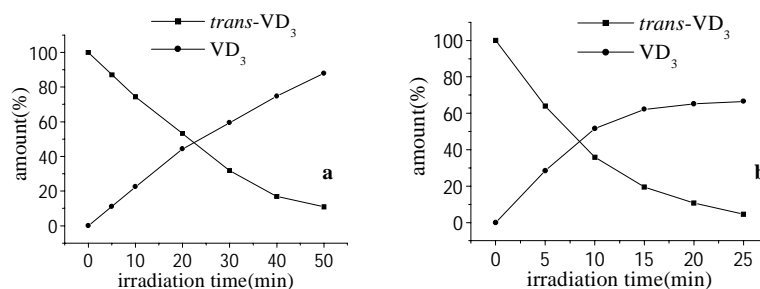 trans-VD3
VD3
100
80
60
40
20
0
amount(%)
a
0 10 20 30 40 50
irradiation time(min)
trans-VD3
VD3
100
80
60
40
20
0
amount(%)
b
0 5 10 15 20 25
irradiation time(min)